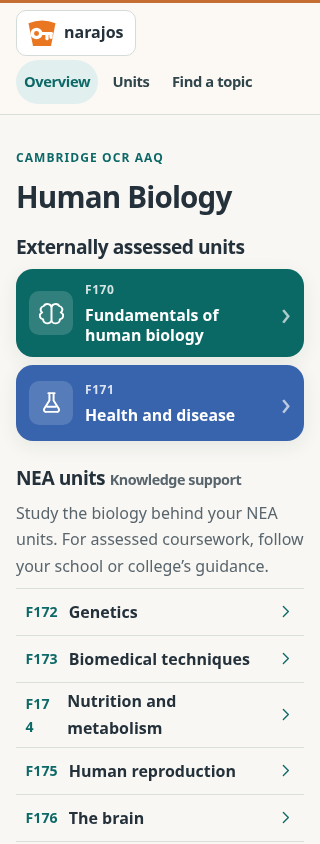 narajos
Overview Units Find a topic
CAMBRIDGE OCR AAQ
Human Biology
Externally assessed units
F170
Fundamentals of
human biology
F171
Health and disease
NEA units Knowledge support
Study the biology behind your NEA
units. For assessed coursework, follow
your school or college’s guidance.
F172 Genetics
F173 Biomedical techniques
F17 Nutrition and
4 metabolism
F175 Human reproduction
F176 The brain